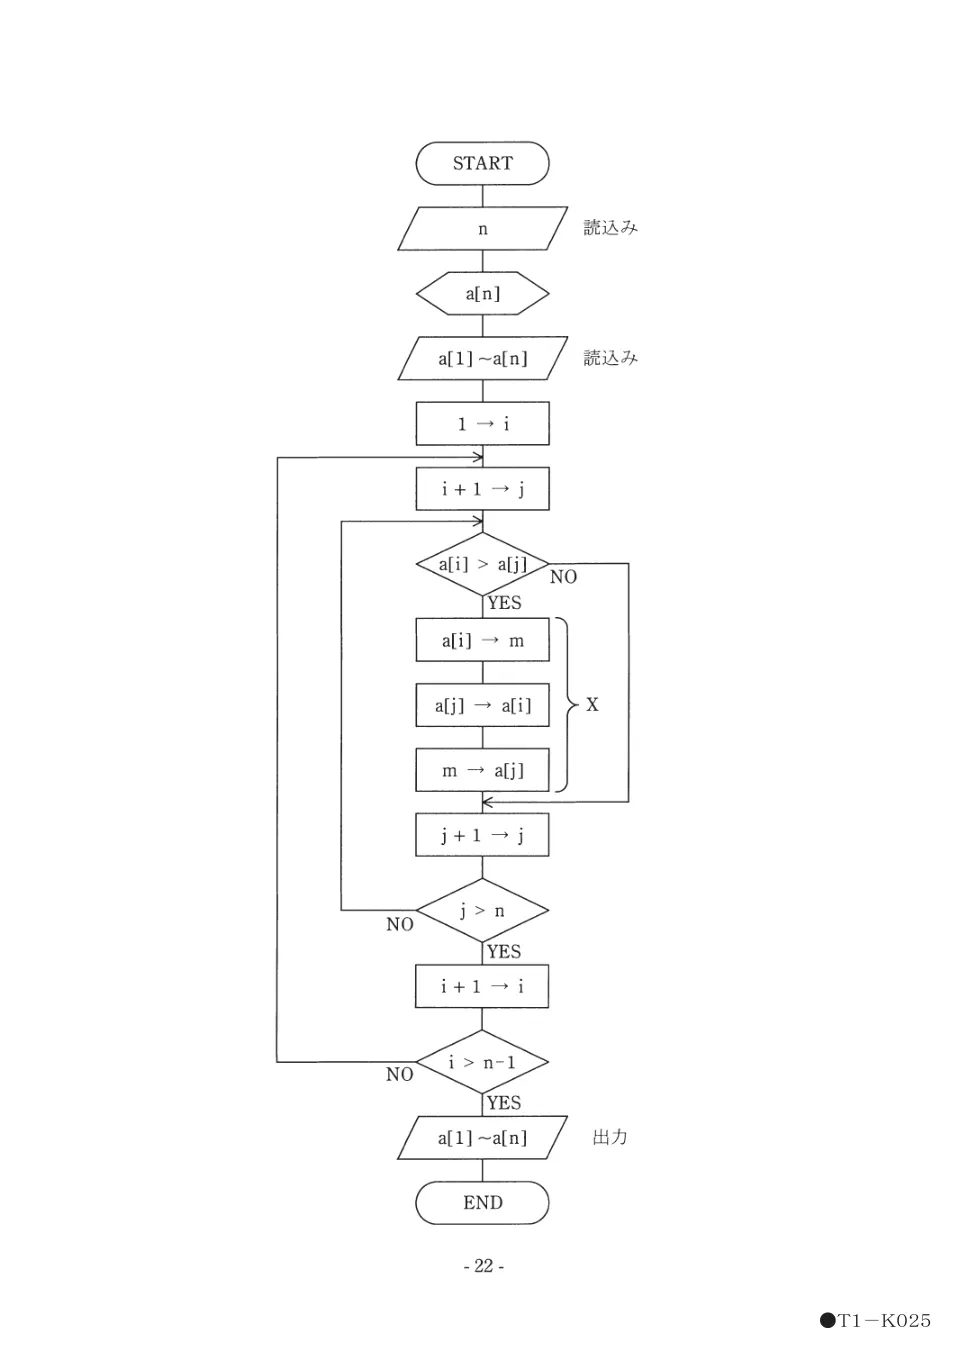 START
n 読込み
a[n]
a[1]~a[n] 読込み
1 → i
i + 1 → j
a[i] > a[j]
NO
YES
a[i] → m
a[j] → a[i] X
m → a[j]
j + 1 → j
j > n
NO
YES
i + 1 → i
i > n-1
NO
YES
a[1]~a[n] 出力
END
- 22 -
●T1-K025